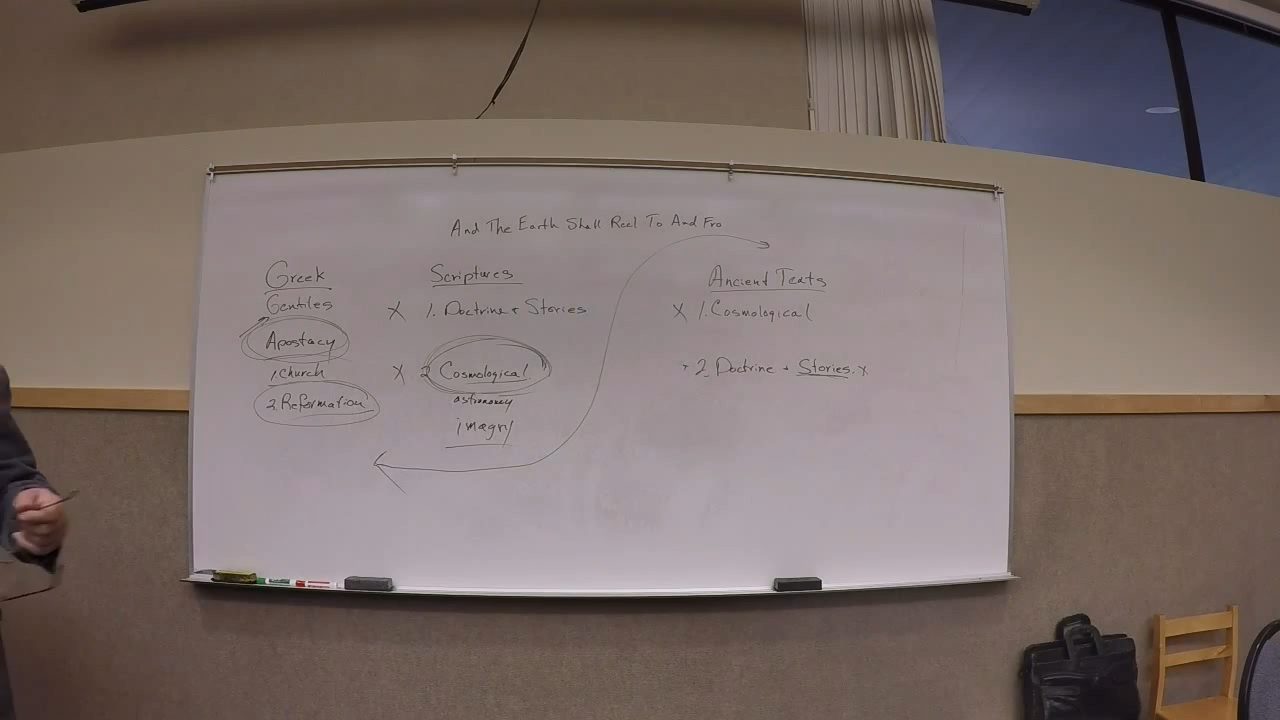 And The Earth Shall Reel To And Fro
Greek
Gentiles
Apostacy
1 Church
2. Reformation
Scriptures
X 1. Doctrine + Stories
X 2 Cosmological
astronomy
imagry
Ancient Texts
X 1. Cosmological
+ 2. Doctrine + Stories. x